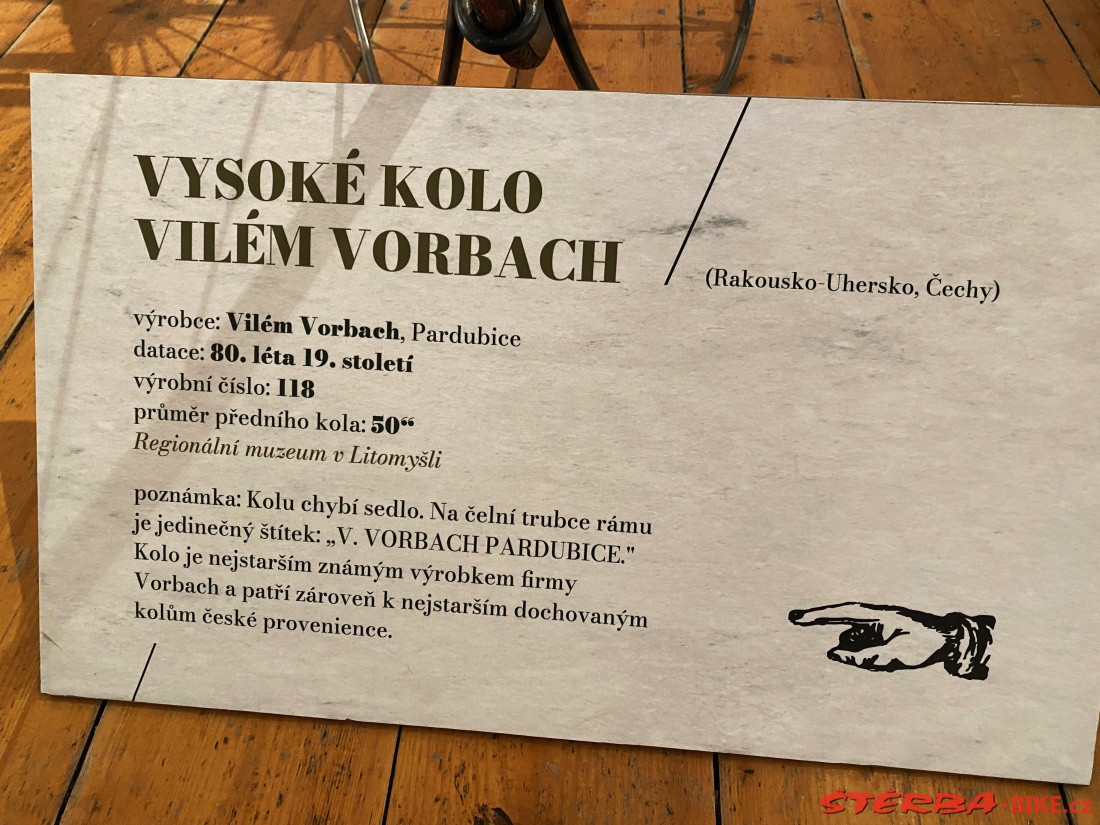 VYSOKÉ KOLO
VILÉM VORBACH
(Rakousko-Uhersko, Čechy)
výrobce: Vilém Vorbach, Pardubice
datace: 80. léta 19. století
výrobní číslo: 118
průměr předního kola: 50“
Regionální muzeum v Litomyšli
poznámka: Kolu chybí sedlo. Na čelní trubce rámu
je jedinečný štítek: „V. VORBACH PARDUBICE."
Kolo je nejstarším známým výrobkem firmy
Vorbach a patří zároveň k nejstarším dochovaným
kolům české provenience.
ŠTĚRBA-BIKE.cz